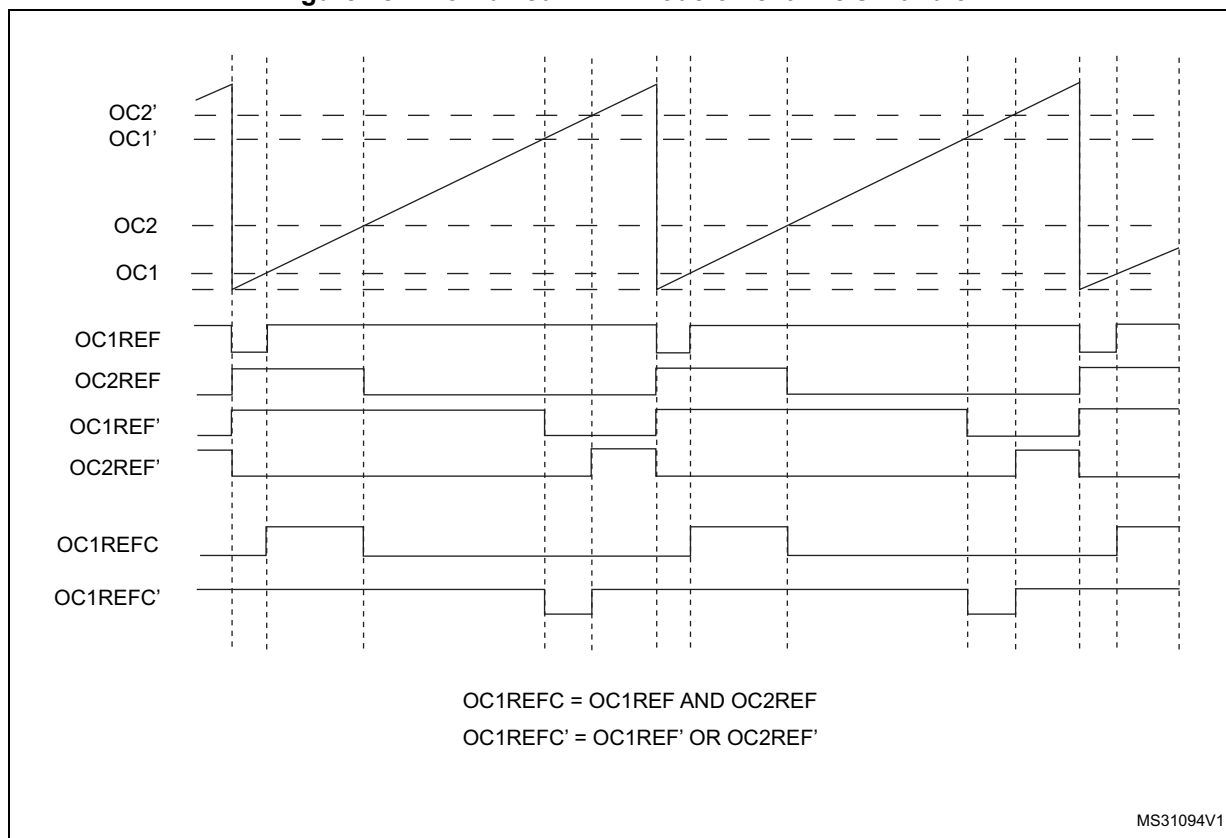 OC2’
OC1’
OC2
OC1
OC1REF
OC2REF
OC1REF’
OC2REF’
OC1REFC
OC1REFC’
OC1REFC = OC1REF AND OC2REF
OC1REFC’ = OC1REF’ OR OC2REF’
MS31094V1